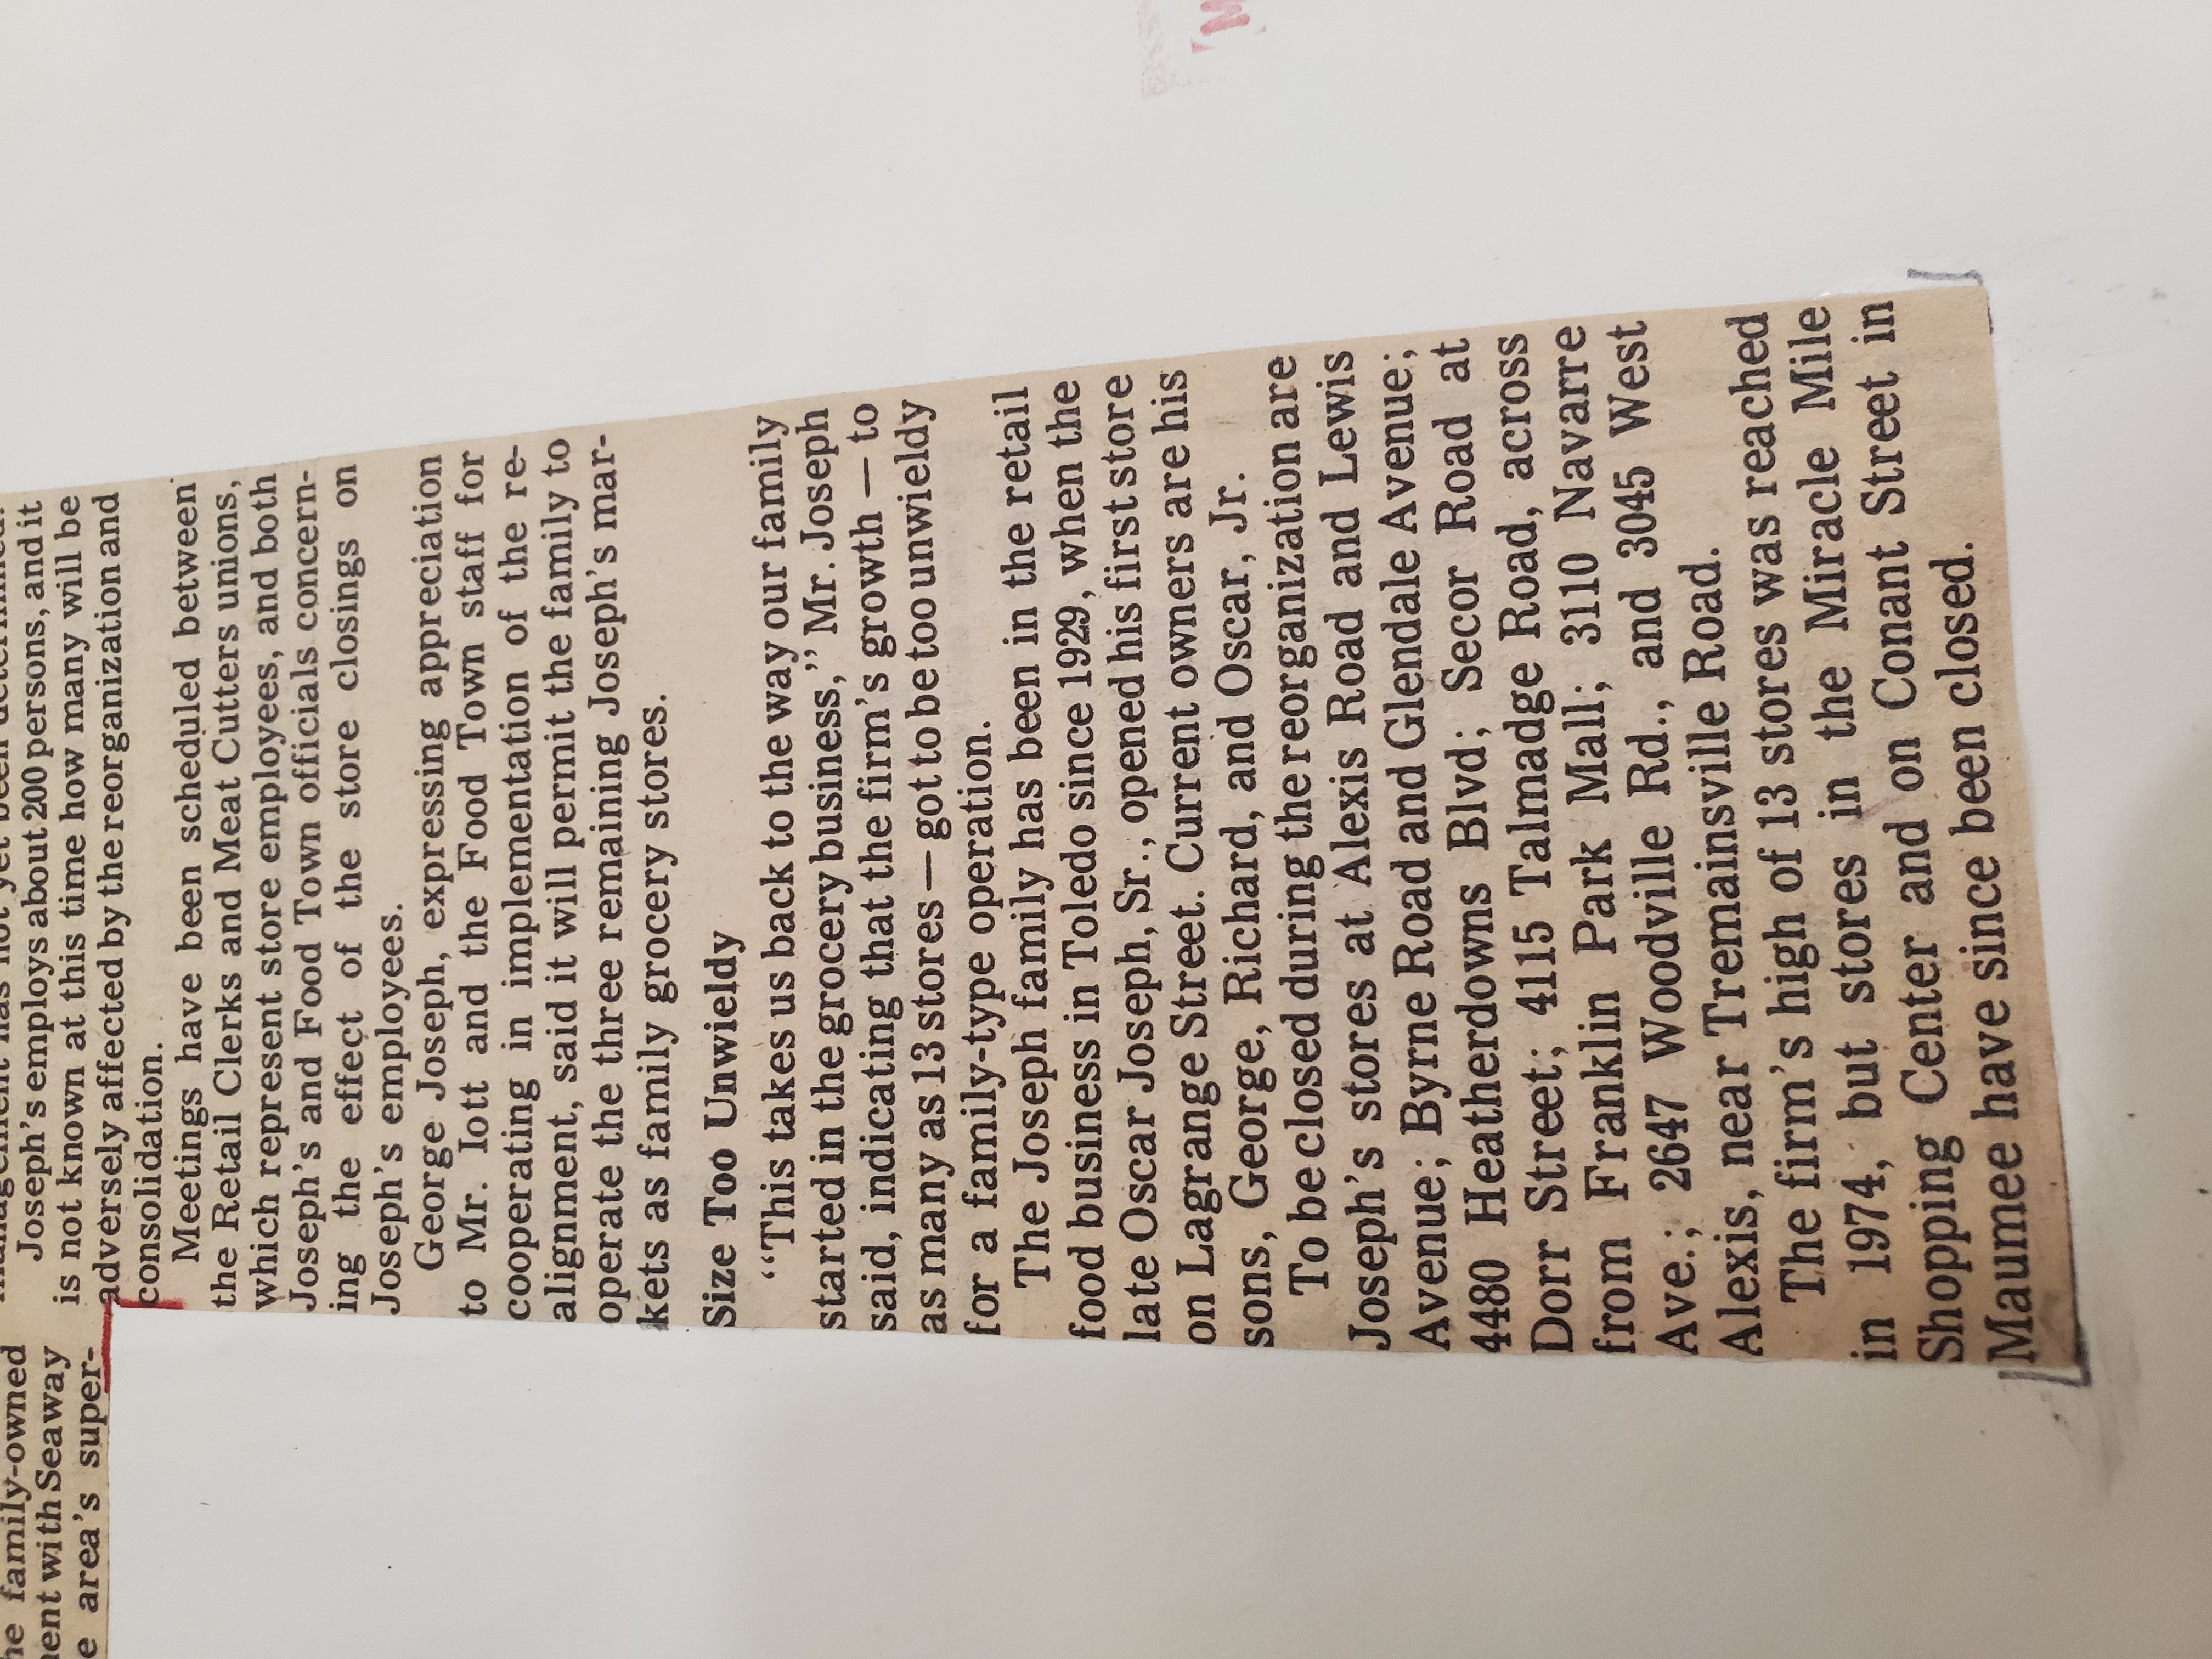 he family-owned
ment with Seaway
e area's super-
Joseph's employs about 200 persons, and it
is not known at this time how many will be
adversely affected by the reorganization and
consolidation.
Meetings have been scheduled between
the Retail Clerks and Meat Cutters unions,
which represent store employees, and both
Joseph's and Food Town officials concern-
ing the effect of the store closings on
Joseph's employees.
George Joseph, expressing appreciation
to Mr. Iott and the Food Town staff for
cooperating in implementation of the re-
alignment, said it will permit the family to
operate the three remaining Joseph's mar-
kets as family grocery stores.
Size Too Unwieldy
"This takes us back to the way our family
started in the grocery business," Mr. Joseph
said, indicating that the firm's growth — to
as many as 13 stores — got to be too unwieldy
for a family-type operation.
The Joseph family has been in the retail
food business in Toledo since 1929, when the
late Oscar Joseph, Sr., opened his first store
on Lagrange Street. Current owners are his
sons, George, Richard, and Oscar, Jr.
To be closed during the reorganization are
Joseph's stores at Alexis Road and Lewis
Avenue; Byrne Road and Glendale Avenue;
4480 Heatherdowns Blvd; Secor Road at
Dorr Street; 4115 Talmadge Road, across
from Franklin Park Mall; 3110 Navarre
Ave.; 2647 Woodville Rd., and 3045 West
Alexis, near Tremainsville Road.
The firm's high of 13 stores was reached
in 1974, but stores in the Miracle Mile
Shopping Center and on Conant Street in
Maumee have since been closed.